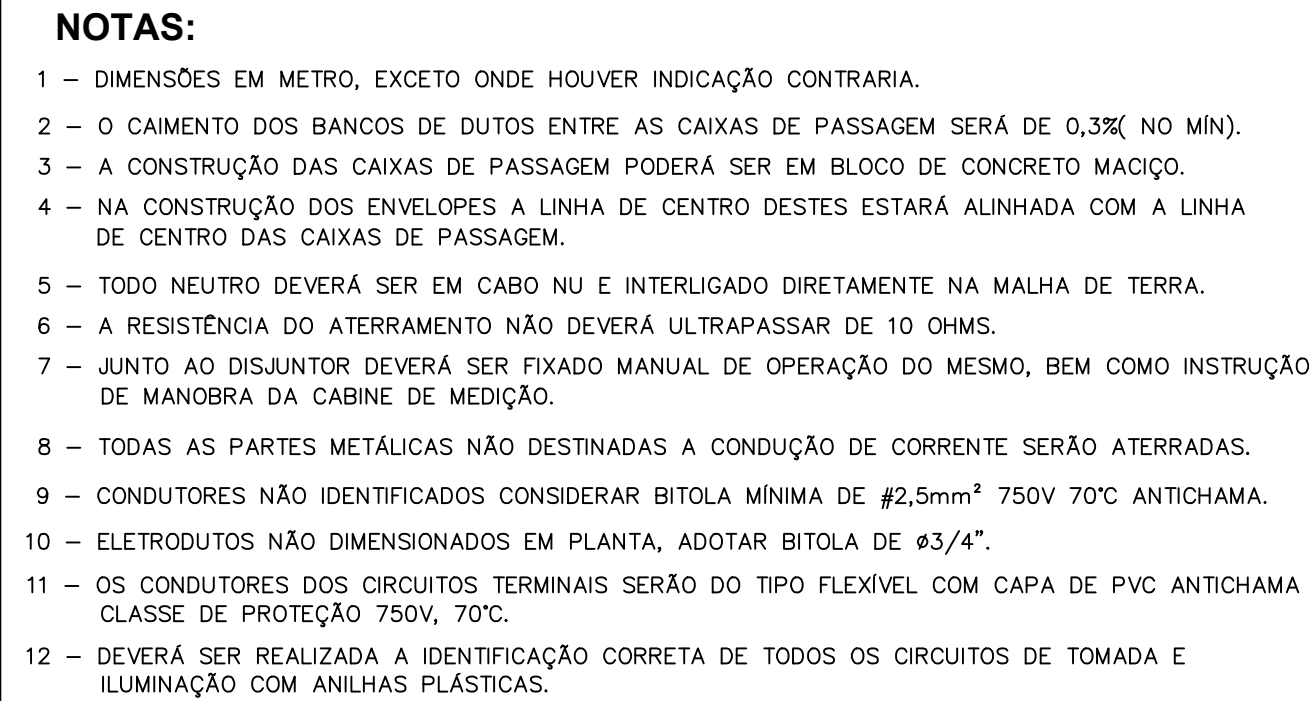 NOTAS:
1 – DIMENSÕES EM METRO, EXCETO ONDE HOUVER INDICAÇÃO CONTRARIA.
2 – O CAIMENTO DOS BANCOS DE DUTOS ENTRE AS CAIXAS DE PASSAGEM SERÁ DE 0,3%( NO MÍN).
3 – A CONSTRUÇÃO DAS CAIXAS DE PASSAGEM PODERÁ SER EM BLOCO DE CONCRETO MACIÇO.
4 – NA CONSTRUÇÃO DOS ENVELOPES A LINHA DE CENTRO DESTES ESTARÁ ALINHADA COM A LINHA
DE CENTRO DAS CAIXAS DE PASSAGEM.
5 – TODO NEUTRO DEVERÁ SER EM CABO NU E INTERLIGADO DIRETAMENTE NA MALHA DE TERRA.
6 – A RESISTÊNCIA DO ATERRAMENTO NÃO DEVERÁ ULTRAPASSAR DE 10 OHMS.
7 – JUNTO AO DISJUNTOR DEVERÁ SER FIXADO MANUAL DE OPERAÇÃO DO MESMO, BEM COMO INSTRUÇÃO
DE MANOBRA DA CABINE DE MEDIÇÃO.
8 – TODAS AS PARTES METÁLICAS NÃO DESTINADAS A CONDUÇÃO DE CORRENTE SERÃO ATERRADAS.
9 – CONDUTORES NÃO IDENTIFICADOS CONSIDERAR BITOLA MÍNIMA DE #2,5mm² 750V 70°C ANTICHAMA.
10 – ELETRODUTOS NÃO DIMENSIONADOS EM PLANTA, ADOTAR BITOLA DE ø3/4”.
11 – OS CONDUTORES DOS CIRCUITOS TERMINAIS SERÃO DO TIPO FLEXÍVEL COM CAPA DE PVC ANTICHAMA
CLASSE DE PROTEÇÃO 750V, 70°C.
12 – DEVERÁ SER REALIZADA A IDENTIFICAÇÃO CORRETA DE TODOS OS CIRCUITOS DE TOMADA E
ILUMINAÇÃO COM ANILHAS PLÁSTICAS.